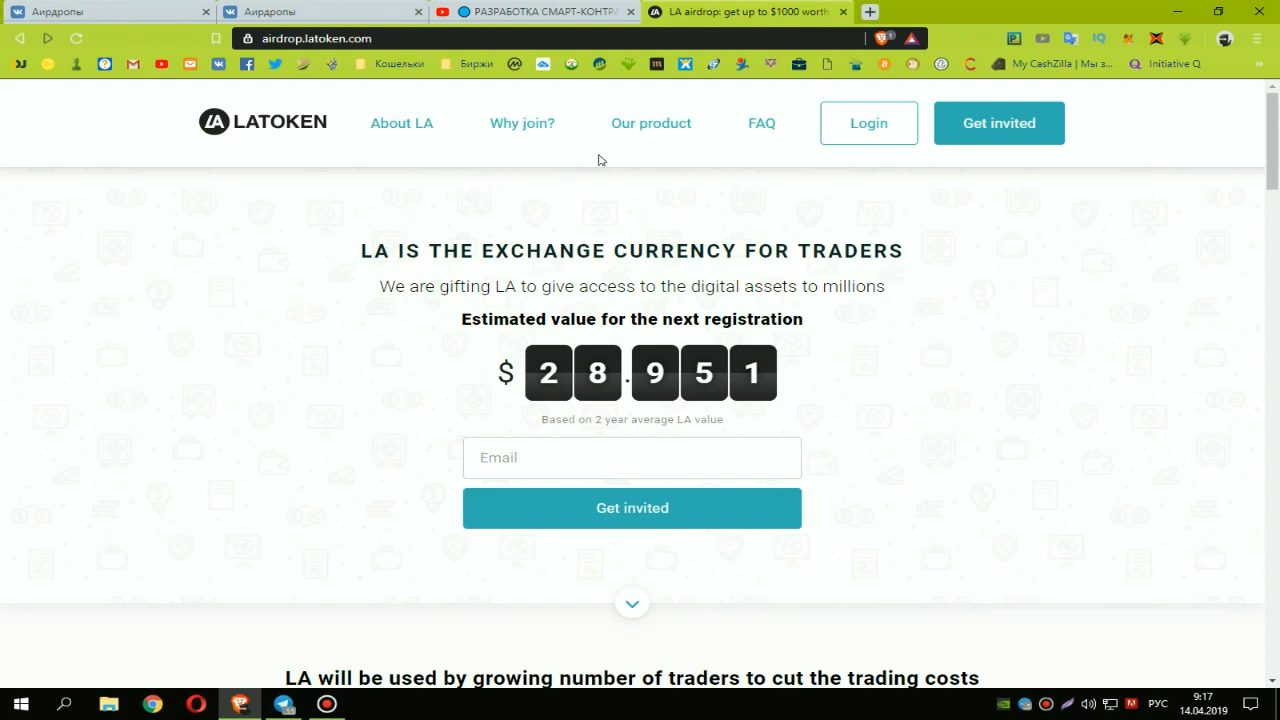 Аирдропы
Аирдропы
РАЗРАБОТКА СМАРТ-КОНТРА
LA airdrop: get up to $1000 worth
airdrop.latoken.com
1
Кошельки
Биржи
My CashZilla | Мы з...
Initiative Q
LATOKEN
About LA
Why join?
Our product
FAQ
Login
Get invited
LA IS THE EXCHANGE CURRENCY FOR TRADERS
We are gifting LA to give access to the digital assets to millions
Estimated value for the next registration
$ 28.951
Based on 2 year average LA value
Email
Get invited
LA will be used by growing number of traders to cut the trading costs
РУС
9:17
14.04.2019